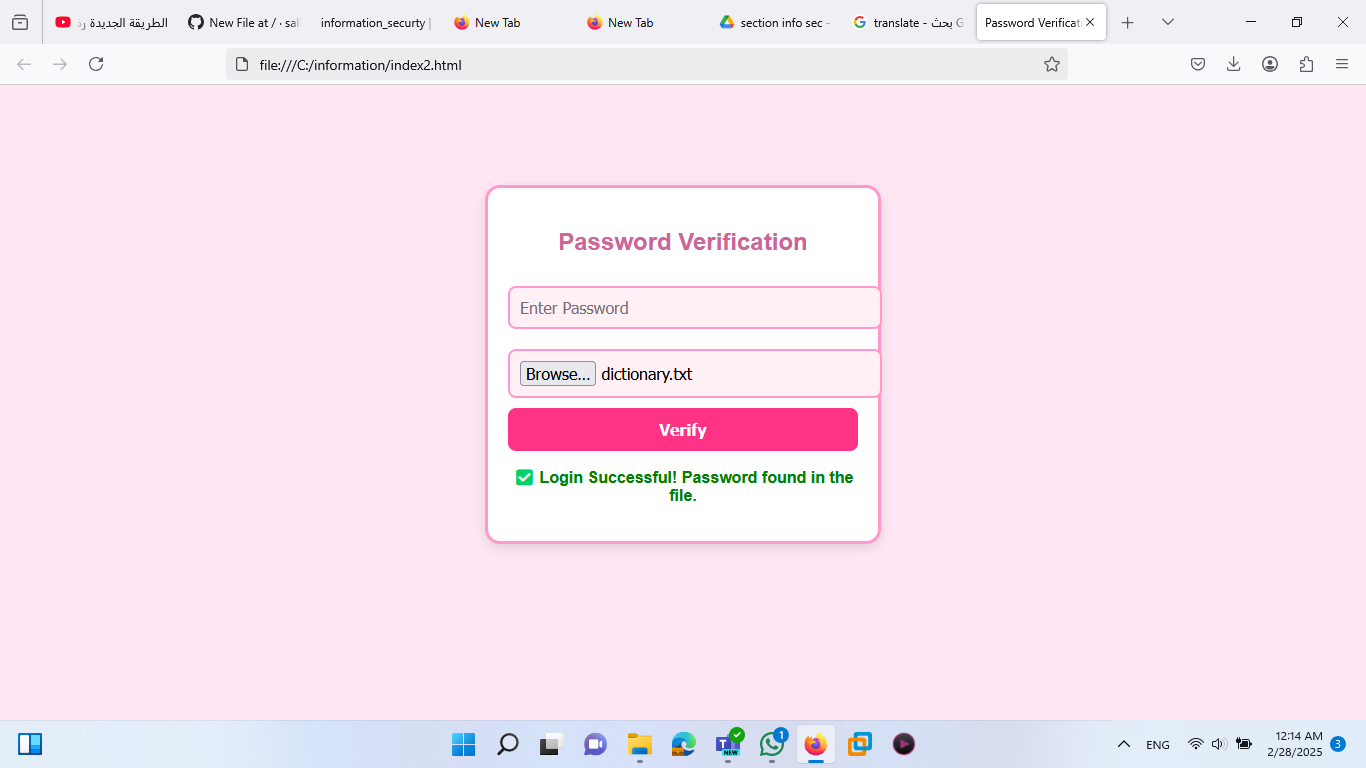 الطريقة الجديدة
New File at / · sal
information_securty |
New Tab
New Tab
section info sec -
translate - بحث G
Password Verificati
file:///C:/information/index2.html
Password Verification
Enter Password
Browse... dictionary.txt
Verify
Login Successful! Password found in the
file.
NEW
1
ENG
12:14 AM
2/28/2025
3